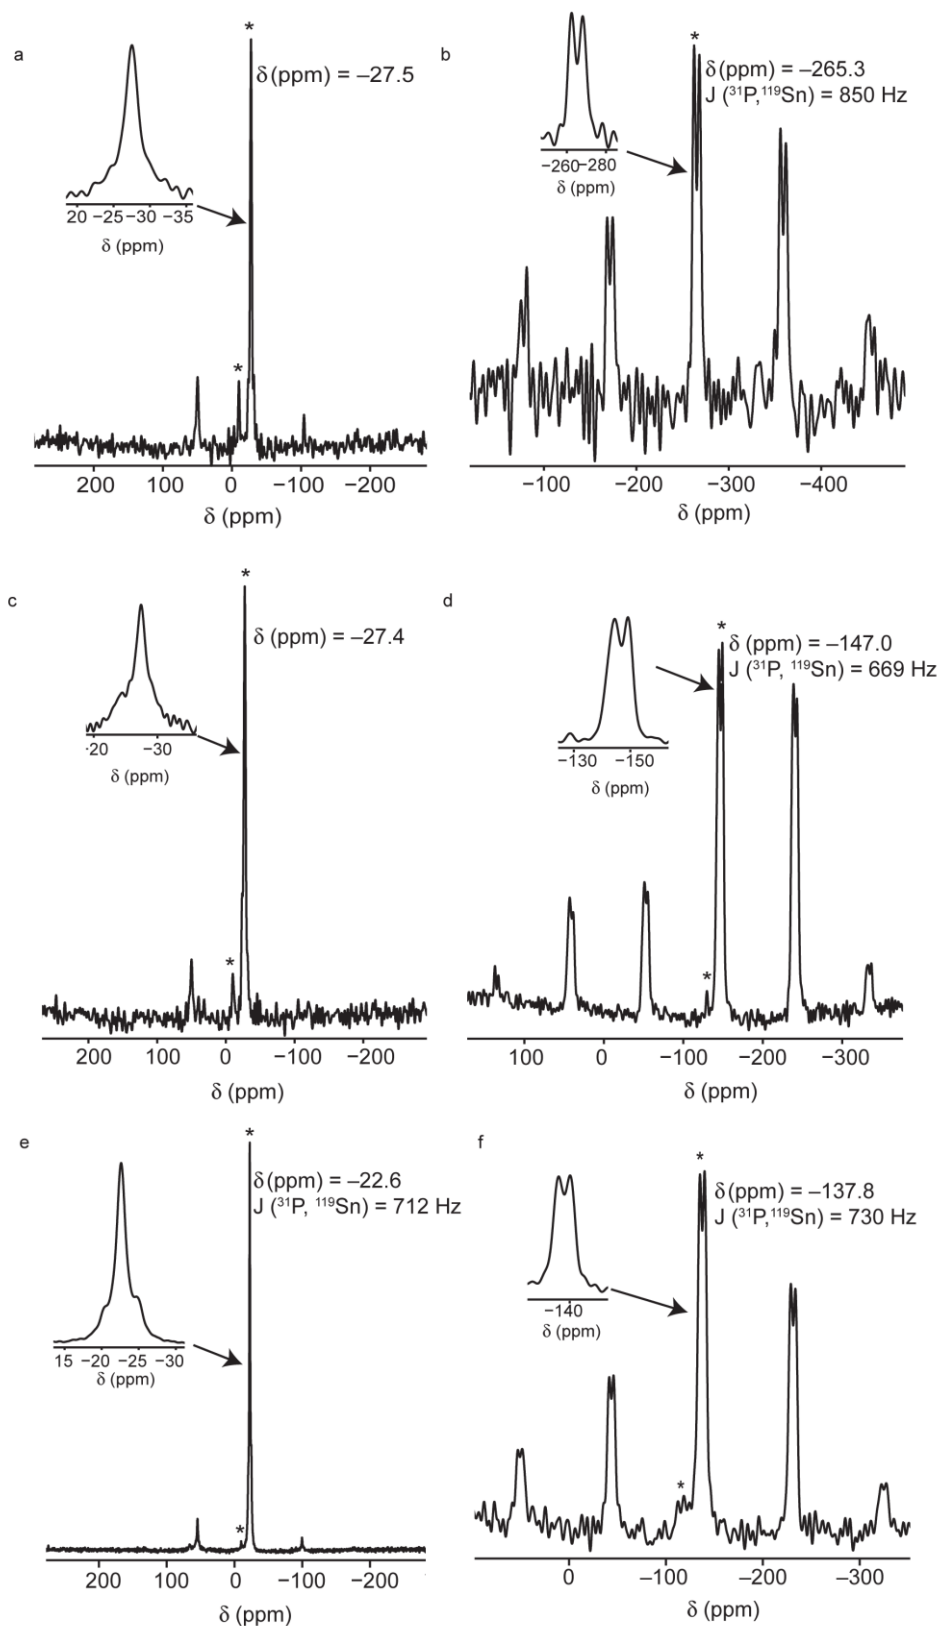 a
*
δ (ppm) = −27.5
*
20 −25 −30 −35
δ (ppm)
200 100 0 −100 −200
δ (ppm)
b
*
δ (ppm) = −265.3
J (³¹P,¹¹⁹Sn) = 850 Hz
−260 −280
δ (ppm)
−100 −200 −300 −400
δ (ppm)
c
*
δ (ppm) = −27.4
*
-20 −30
δ (ppm)
200 100 0 −100 −200
δ (ppm)
d
*
δ (ppm) = −147.0
J (³¹P, ¹¹⁹Sn) = 669 Hz
*
−130 −150
δ (ppm)
100 0 −100 −200 −300
δ (ppm)
e
*
δ (ppm) = −22.6
J (³¹P, ¹¹⁹Sn) = 712 Hz
*
15 −20 −25 −30
δ (ppm)
200 100 0 −100 −200
δ (ppm)
f
*
δ (ppm) = −137.8
J (³¹P,¹¹⁹Sn) = 730 Hz
*
−140
δ (ppm)
0 −100 −200 −300
δ (ppm)